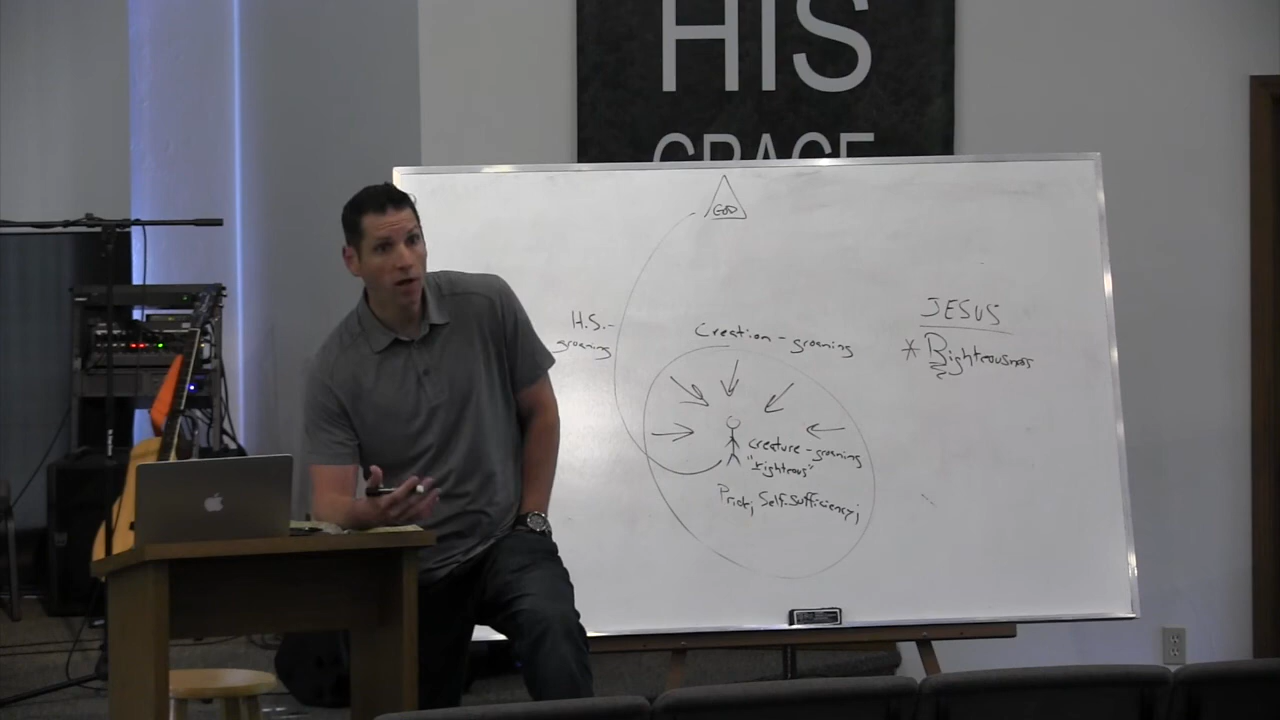 HIS
GRACE
GOD
H.S.-
groaning
Creation - groaning
JESUS
* Righteousness
creature - groaning
"righteous"
Pride; Self-sufficiency;